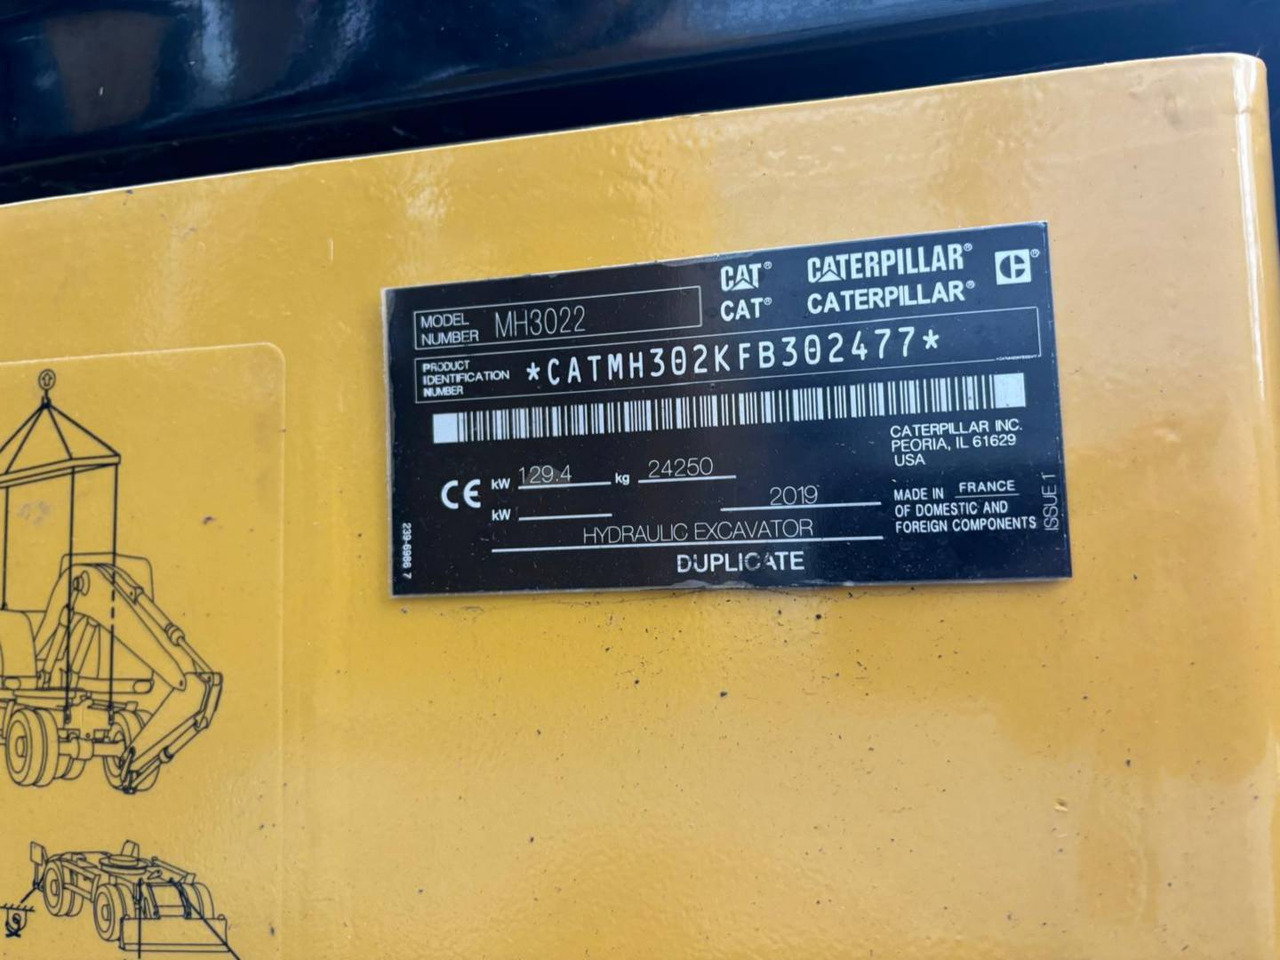 CAT® CATERPILLAR®
CAT® CATERPILLAR®
MODEL NUMBER MH3022
PRODUCT IDENTIFICATION NUMBER *CATMH302KFB302477*
CATERPILLAR INC.
PEORIA, IL 61629
USA
CE kW 129.4 kg 24250
kW 2019
MADE IN FRANCE
OF DOMESTIC AND
FOREIGN COMPONENTS
HYDRAULIC EXCAVATOR
DUPLICATE
239-6986 7
ISSUE 1